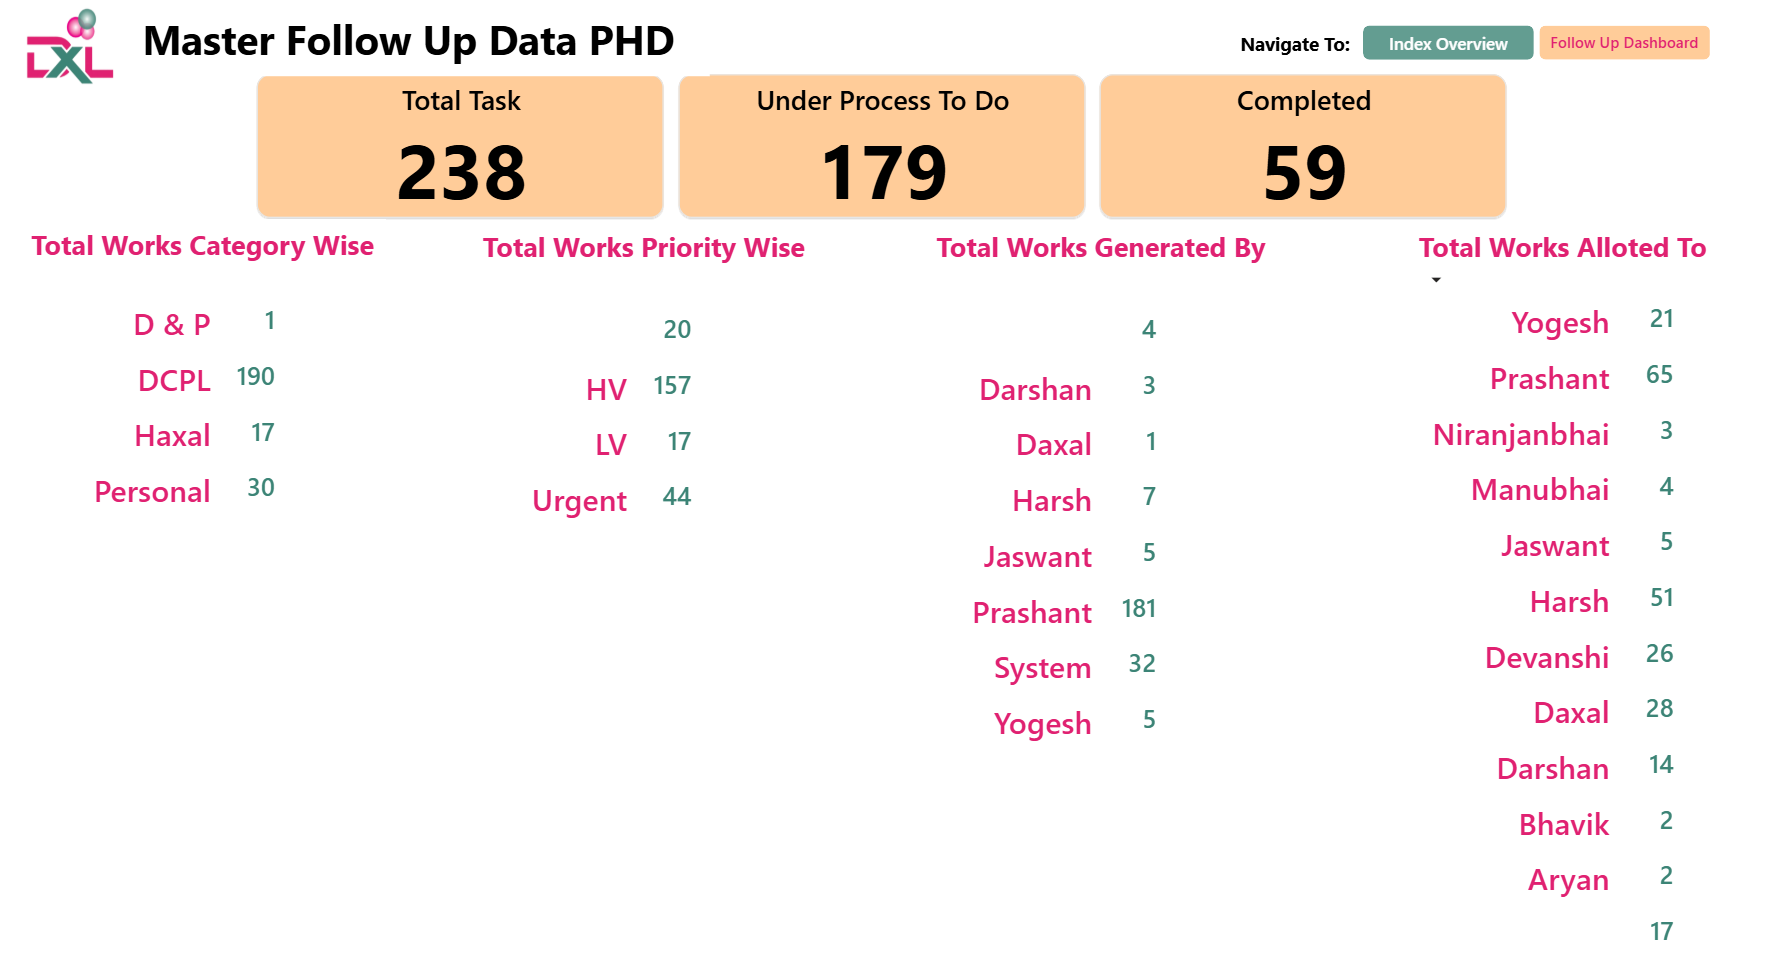 DXL
Master Follow Up Data PHD
Navigate To:
Index Overview
Follow Up Dashboard
Total Task
238
Under Process To Do
179
Completed
59
Total Works Category Wise
D & P 1
DCPL 190
Haxal 17
Personal 30
Total Works Priority Wise
20
HV 157
LV 17
Urgent 44
Total Works Generated By
4
Darshan 3
Daxal 1
Harsh 7
Jaswant 5
Prashant 181
System 32
Yogesh 5
Total Works Alloted To
Yogesh 21
Prashant 65
Niranjanbhai 3
Manubhai 4
Jaswant 5
Harsh 51
Devanshi 26
Daxal 28
Darshan 14
Bhavik 2
Aryan 2
17